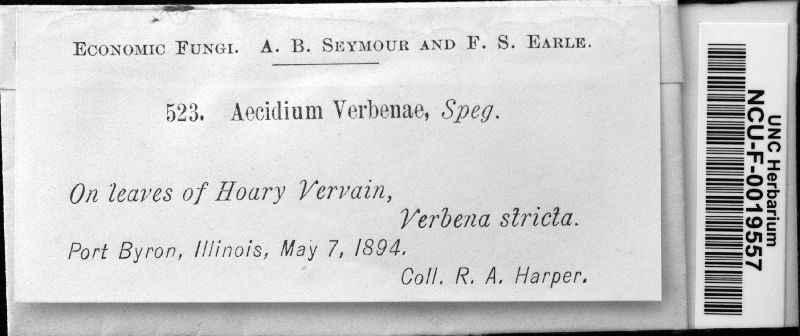 Economic Fungi. A. B. Seymour and F. S. Earle.
523. Aecidium Verbenae, Speg.
On leaves of Hoary Vervain,
Verbena stricta.
Port Byron, Illinois, May 7, 1894.
Coll. R. A. Harper.
UNC Herbarium
NCU-F-0019557